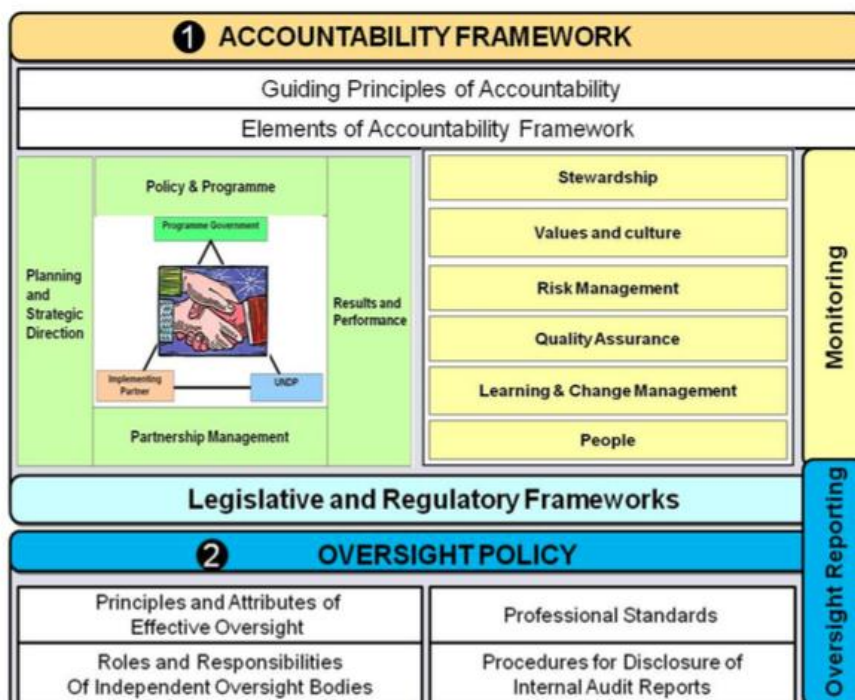 1 ACCOUNTABILITY FRAMEWORK
Guiding Principles of Accountability
Elements of Accountability Framework
Policy & Programme
Programme Government
Planning
and
Strategic
Direction
Results and
Performance
Implementing
Partner
UNDP
Partnership Management
Stewardship
Values and culture
Risk Management
Quality Assurance
Learning & Change Management
People
Monitoring
Legislative and Regulatory Frameworks
2 OVERSIGHT POLICY
Principles and Attributes of
Effective Oversight
Professional Standards
Roles and Responsibilities
Of Independent Oversight Bodies
Procedures for Disclosure of
Internal Audit Reports
Oversight Reporting